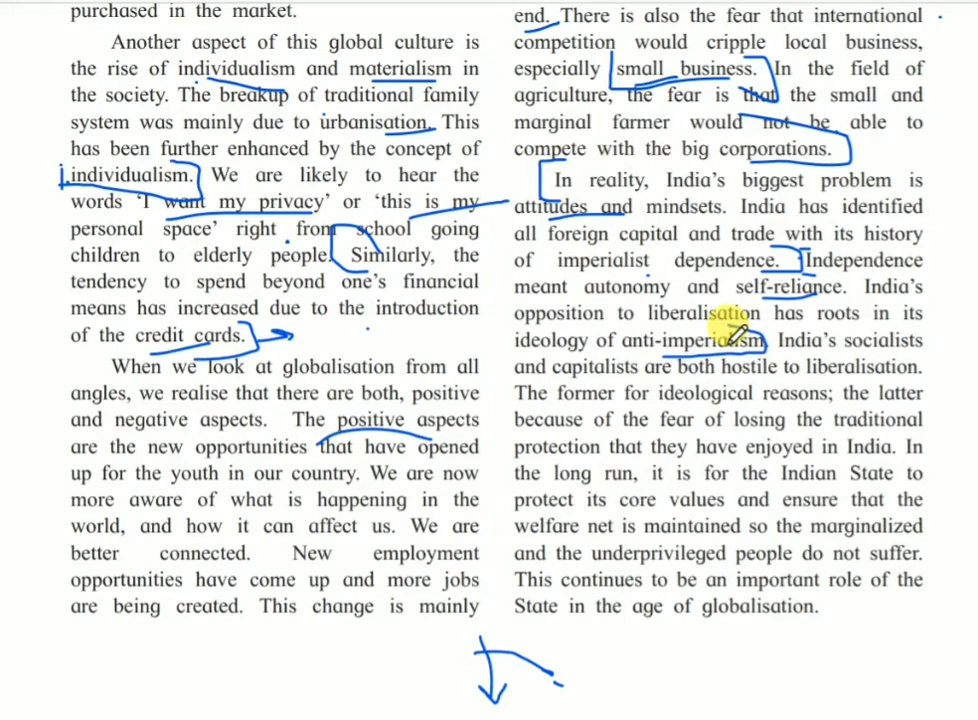 purchased in the market.
Another aspect of this global culture is
the rise of individualism and materialism in
the society. The breakup of traditional family
system was mainly due to urbanisation. This
has been further enhanced by the concept of
individualism. We are likely to hear the
words 'I want my privacy' or 'this is my
personal space' right from school going
children to elderly people. Similarly, the
tendency to spend beyond one's financial
means has increased due to the introduction
of the credit cards.
When we look at globalisation from all
angles, we realise that there are both, positive
and negative aspects. The positive aspects
are the new opportunities that have opened
up for the youth in our country. We are now
more aware of what is happening in the
world, and how it can affect us. We are
better connected. New employment
opportunities have come up and more jobs
are being created. This change is mainly
end. There is also the fear that international
competition would cripple local business,
especially small business. In the field of
agriculture, the fear is that the small and
marginal farmer would not be able to
compete with the big corporations.
In reality, India's biggest problem is
attitudes and mindsets. India has identified
all foreign capital and trade with its history
of imperialist dependence. Independence
meant autonomy and self-reliance. India's
opposition to liberalisation has roots in its
ideology of anti-imperialism. India's socialists
and capitalists are both hostile to liberalisation.
The former for ideological reasons; the latter
because of the fear of losing the traditional
protection that they have enjoyed in India. In
the long run, it is for the Indian State to
protect its core values and ensure that the
welfare net is maintained so the marginalized
and the underprivileged people do not suffer.
This continues to be an important role of the
State in the age of globalisation.